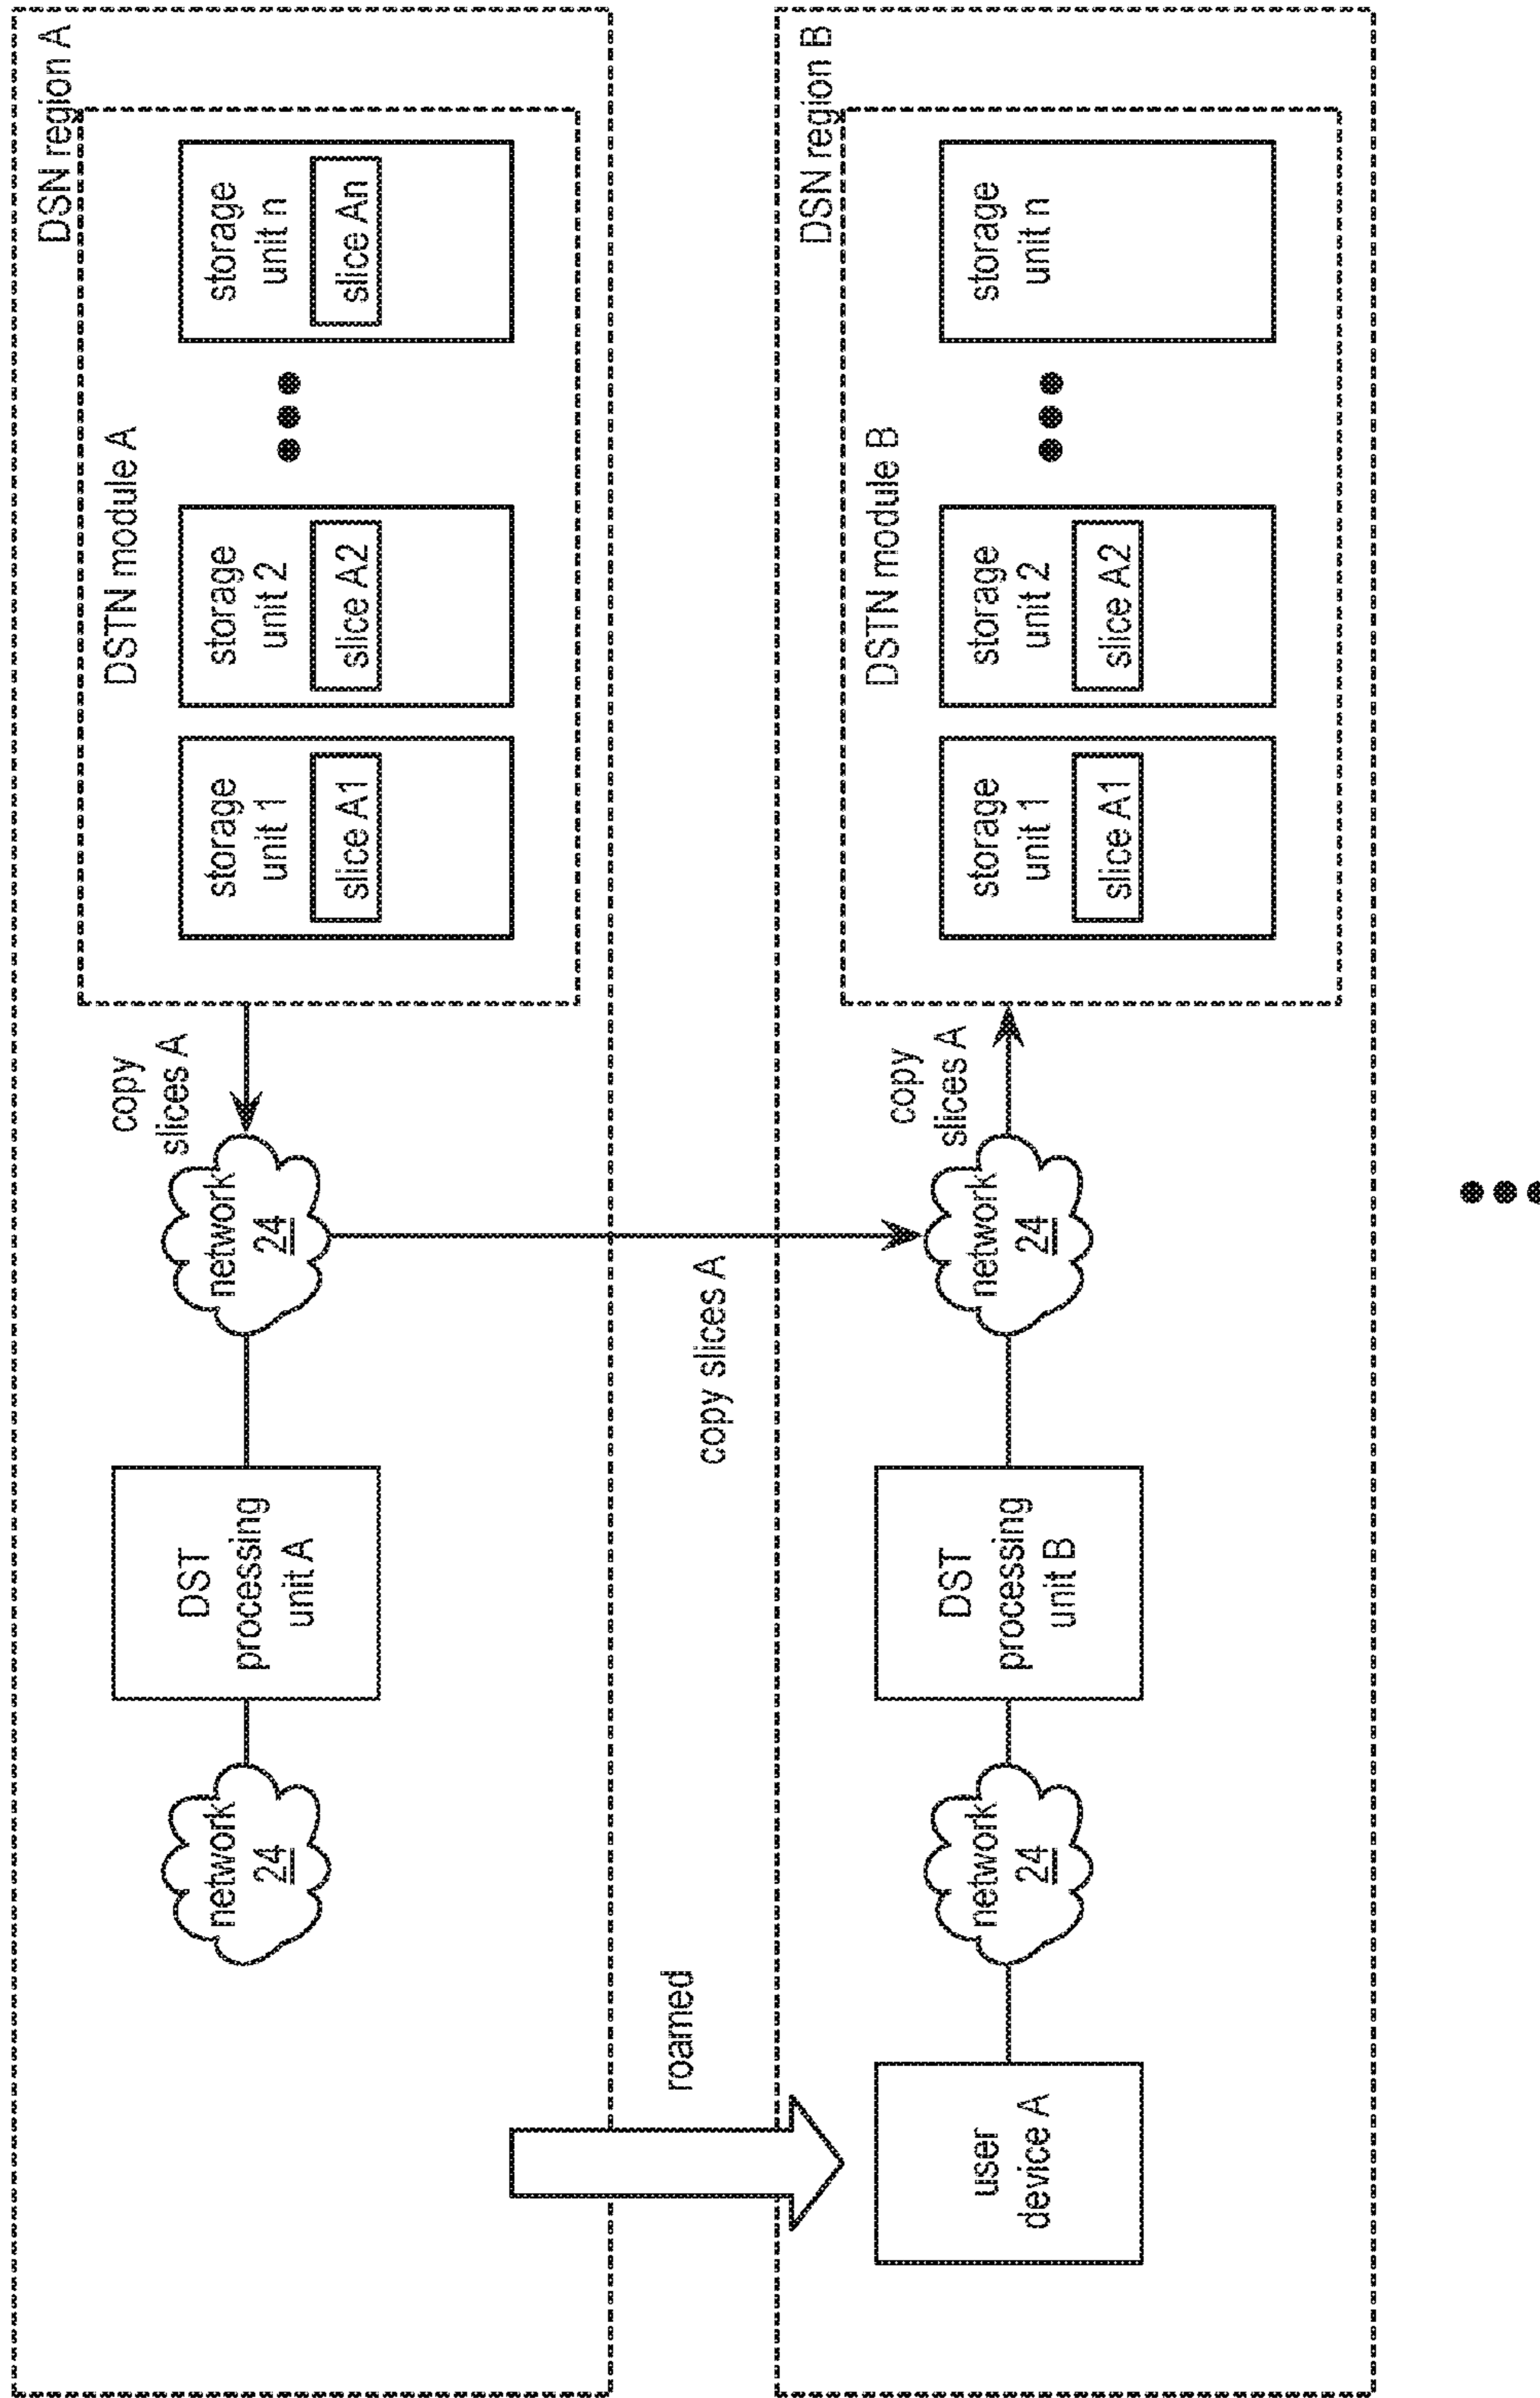 DSN region A
DSTN module A
storage
unit 1
slice A1
storage
unit 2
slice A2
storage
unit n
slice An
copy
slices A
network
24
DST
processing
unit A
network
24
roamed
copy slices A
DSN region B
DSTN module B
user
device A
network
24
DST
processing
unit B
network
24
copy
slices A
storage
unit 1
slice A1
storage
unit 2
slice A2
storage
unit n